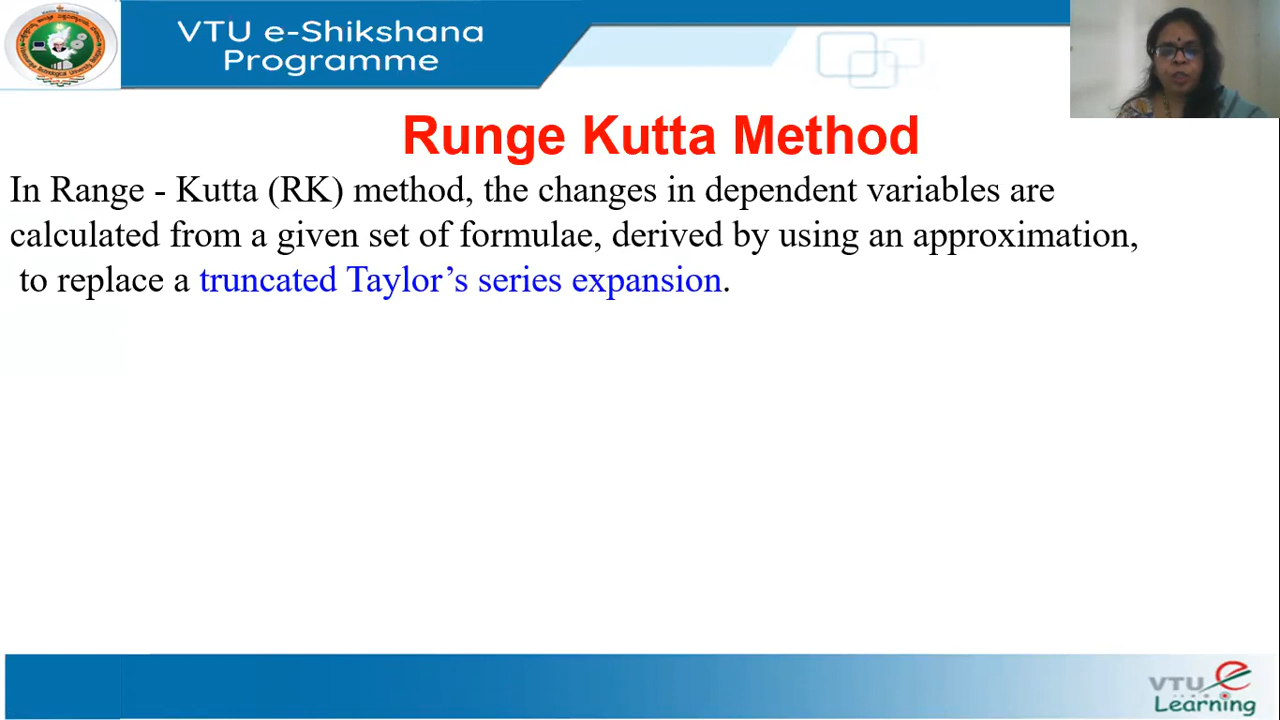 VTU e-Shikshana
Programme
Runge Kutta Method
In Range - Kutta (RK) method, the changes in dependent variables are
calculated from a given set of formulae, derived by using an approximation,
to replace a truncated Taylor’s series expansion.
VTU e
Learning